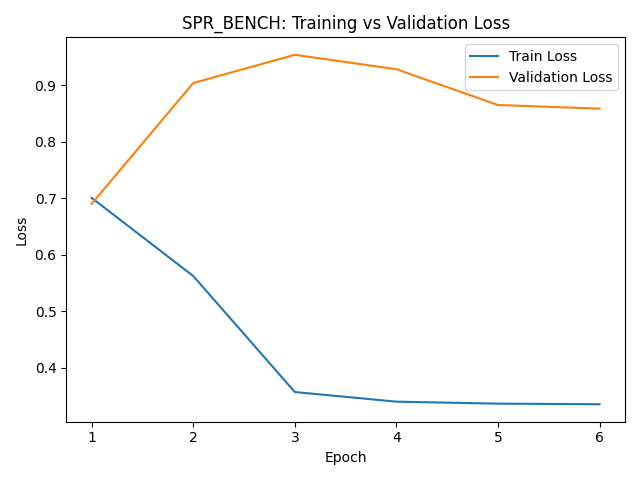 SPR_BENCH: Training vs Validation Loss
Train Loss
Validation Loss
Loss
0.9
0.8
0.7
0.6
0.5
0.4
1 2 3 4 5 6
Epoch